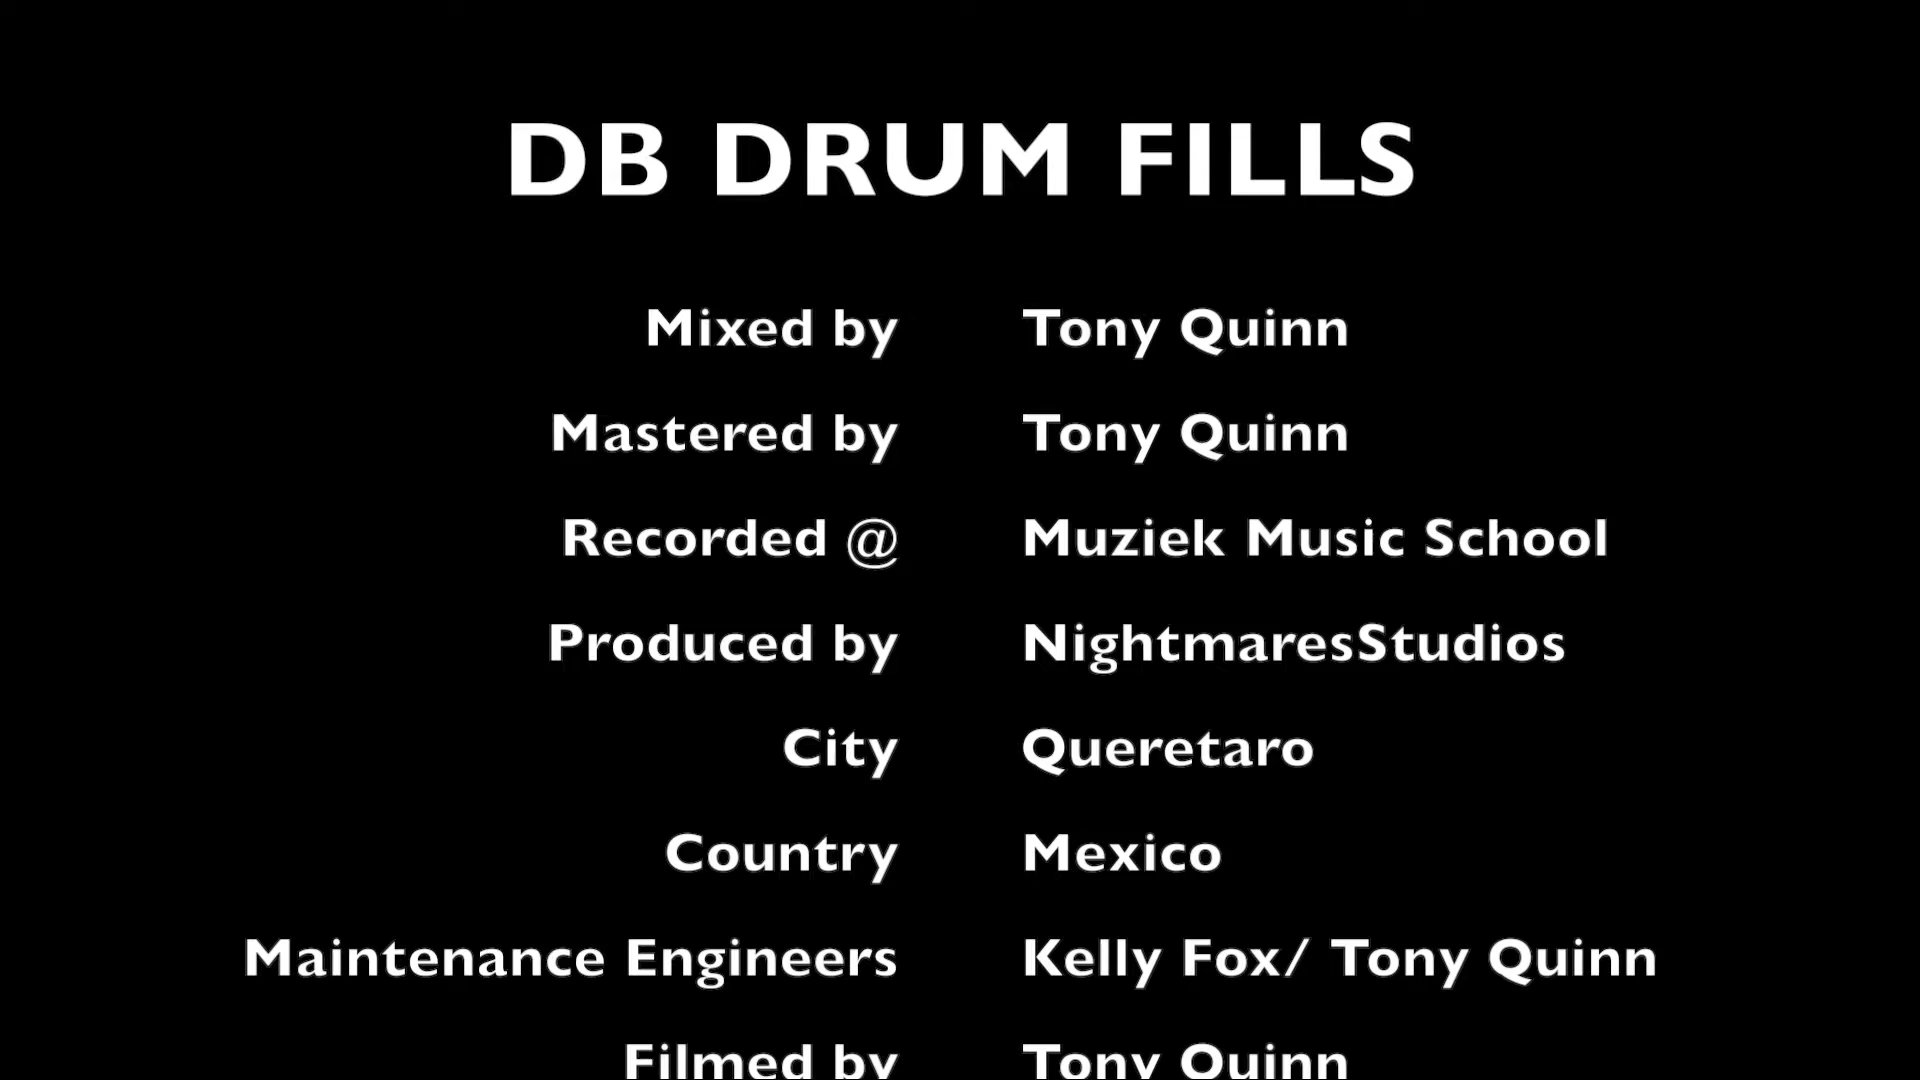 DB DRUM FILLS
Mixed by Tony Quinn
Mastered by Tony Quinn
Recorded @ Muziek Music School
Produced by NightmaresStudios
City Queretaro
Country Mexico
Maintenance Engineers Kelly Fox/ Tony Quinn
Filmed by Tony Quinn